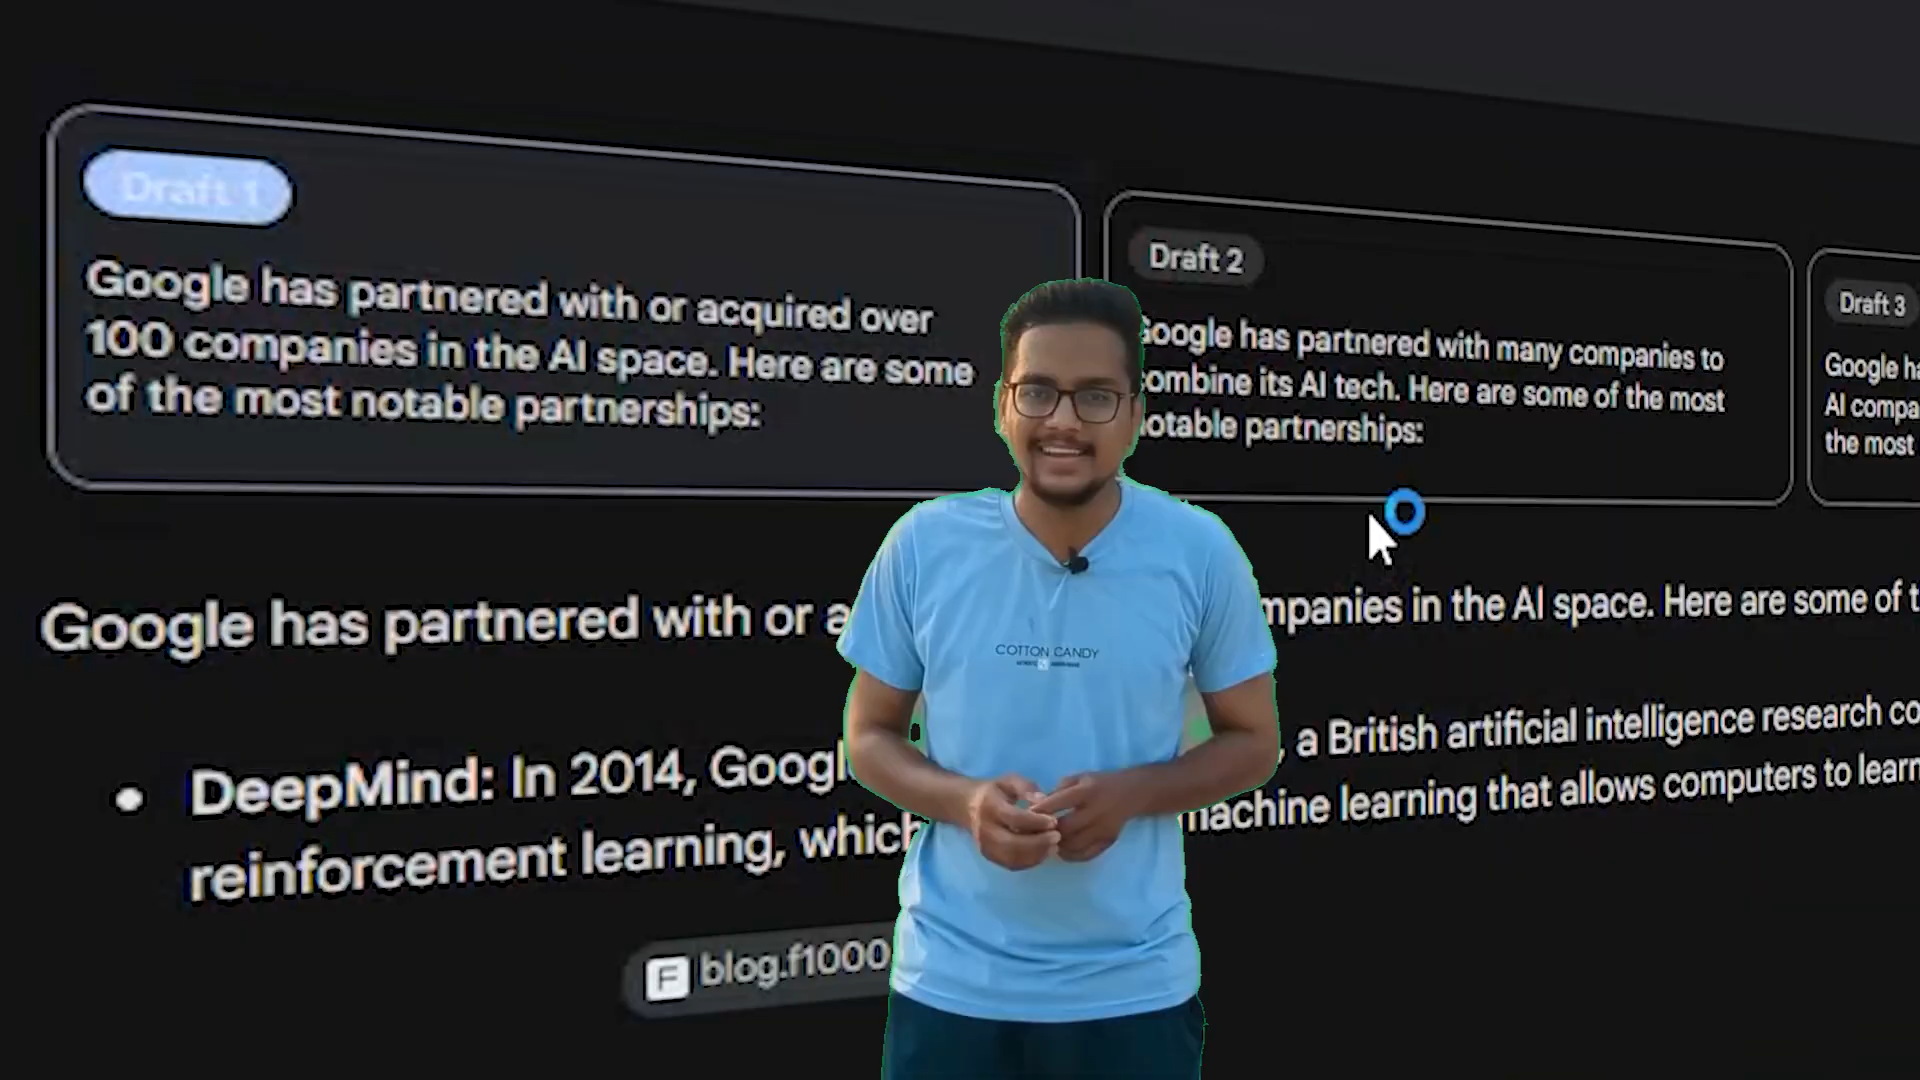 Draft 1
Google has partnered with or acquired over
100 companies in the AI space. Here are some
of the most notable partnerships:
Draft 2
oogle has partnered with many companies to
ombine its AI tech. Here are some of the most
otable partnerships:
Draft 3
Google ha
AI compa
the most
Google has partnered with or a mpanies in the AI space. Here are some of t
• DeepMind: In 2014, Googl , a British artificial intelligence research co
reinforcement learning, which machine learning that allows computers to learn
F blog.f1000
COTTON CANDY